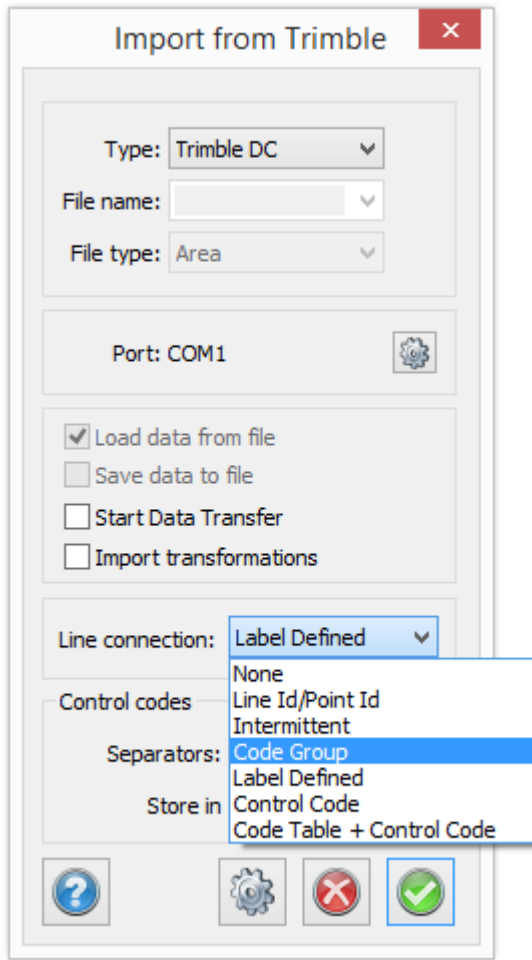 Import from Trimble
Type: Trimble DC
File name:
File type: Area
Port: COM1
Load data from file
Save data to file
Start Data Transfer
Import transformations
Line connection: Label Defined
None
Line Id/Point Id
Control codes
Intermittent
Separators: Code Group
Label Defined
Store in Control Code
Code Table + Control Code